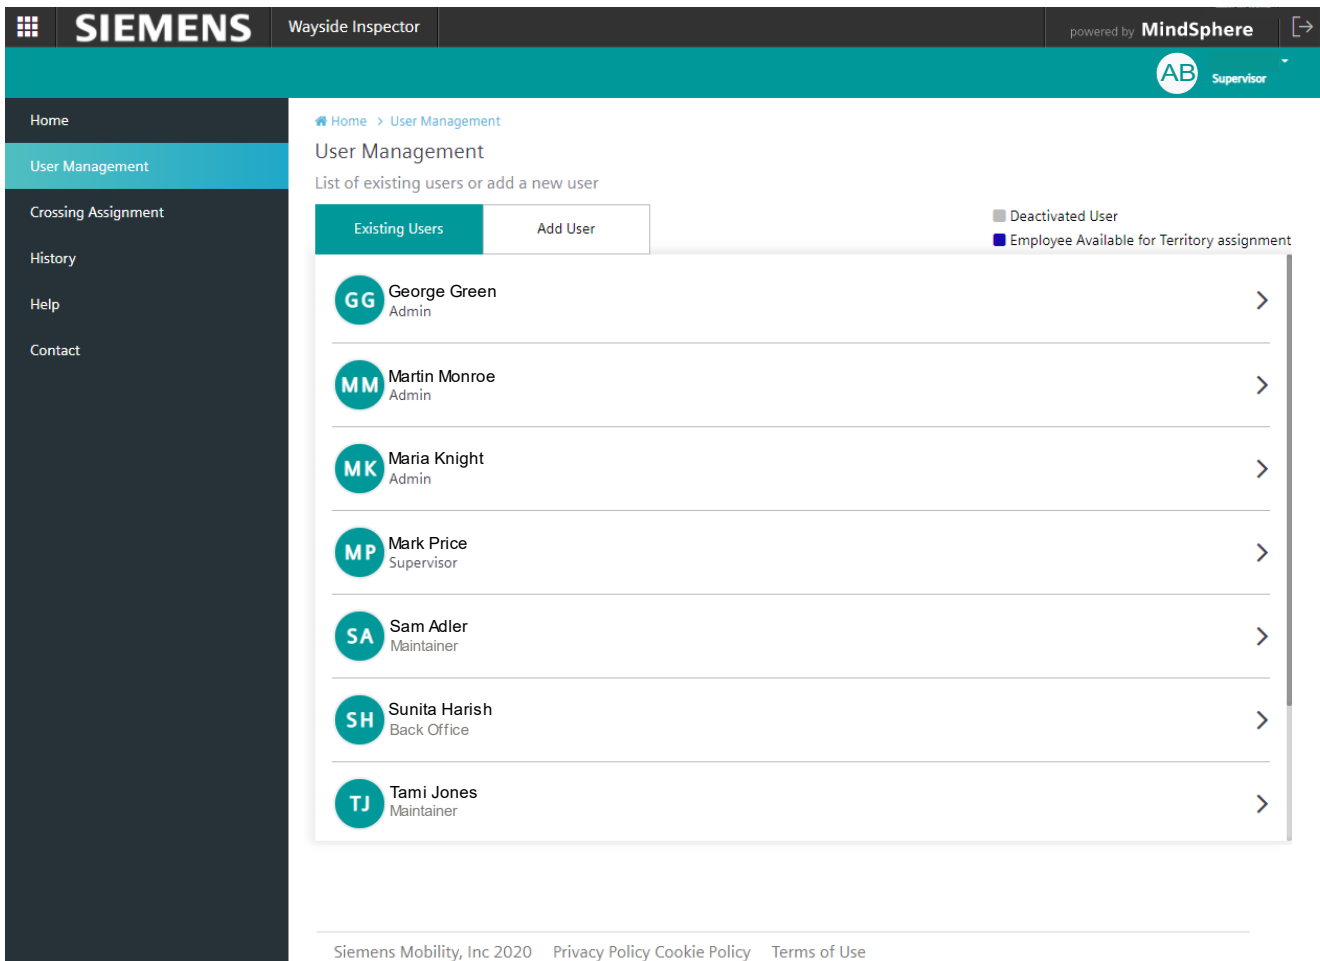 SIEMENS Wayside Inspector powered by MindSphere
AB Supervisor
Home
User Management
Crossing Assignment
History
Help
Contact
Home > User Management
User Management
List of existing users or add a new user
Existing Users Add User
Deactivated User
Employee Available for Territory assignment
GG George Green
Admin
MM Martin Monroe
Admin
MK Maria Knight
Admin
MP Mark Price
Supervisor
SA Sam Adler
Maintainer
SH Sunita Harish
Back Office
TJ Tami Jones
Maintainer
Siemens Mobility, Inc 2020 Privacy Policy Cookie Policy Terms of Use